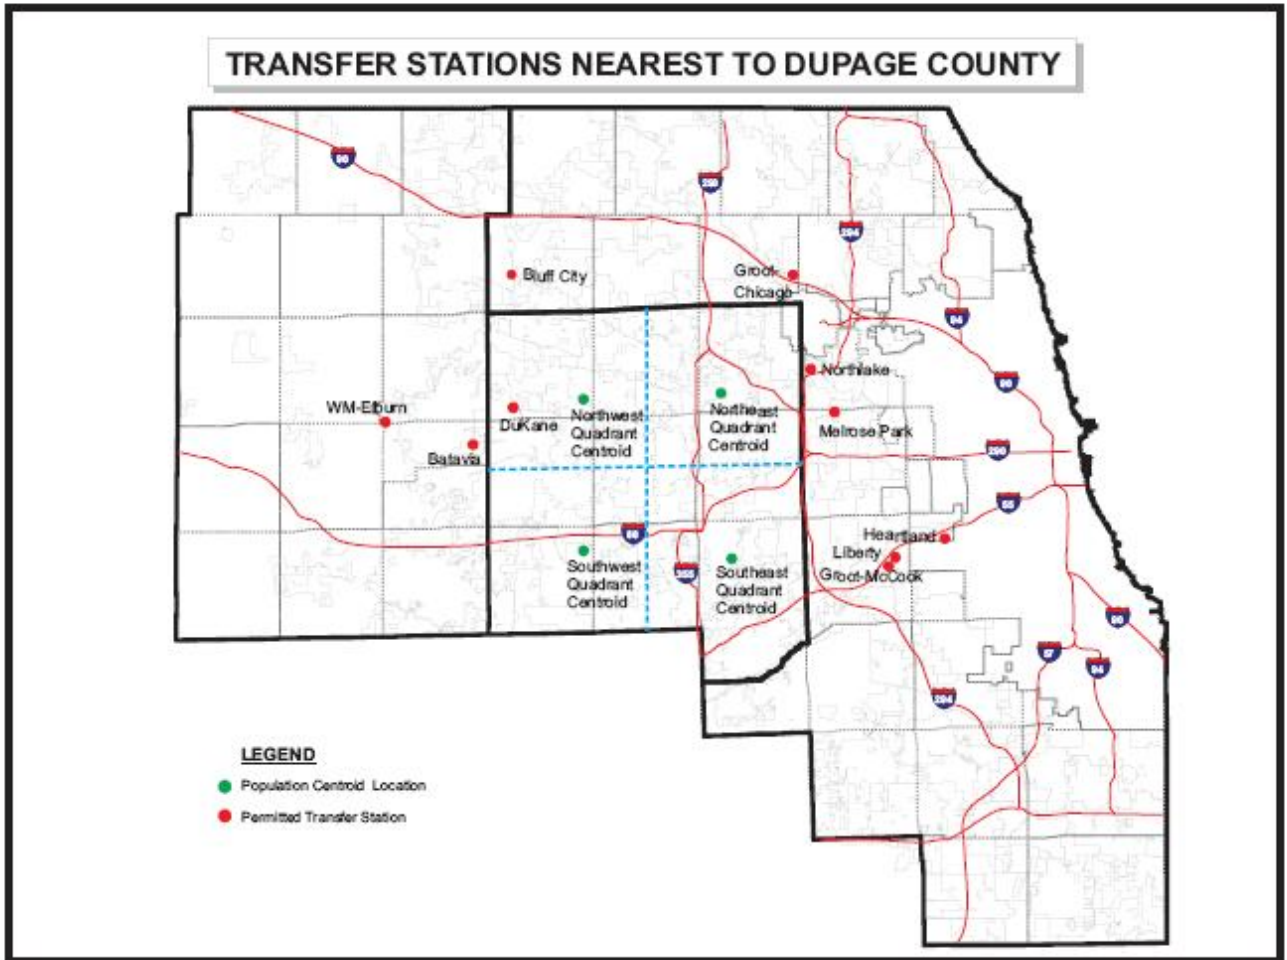 TRANSFER STATIONS NEAREST TO DUPAGE COUNTY
90
294
Bluff City
Groot-
Chicago
94
Northlake
90
WM-Elburn
DuKane
Northwest
Quadrant
Centroid
Northeast
Quadrant
Centroid
Melrose Park
Batavia
290
55
88
Heartland
Liberty
Groot-McCook
355
Southwest
Quadrant
Centroid
Southeast
Quadrant
Centroid
90
57
94
294
LEGEND
Population Centroid Location
Permitted Transfer Station